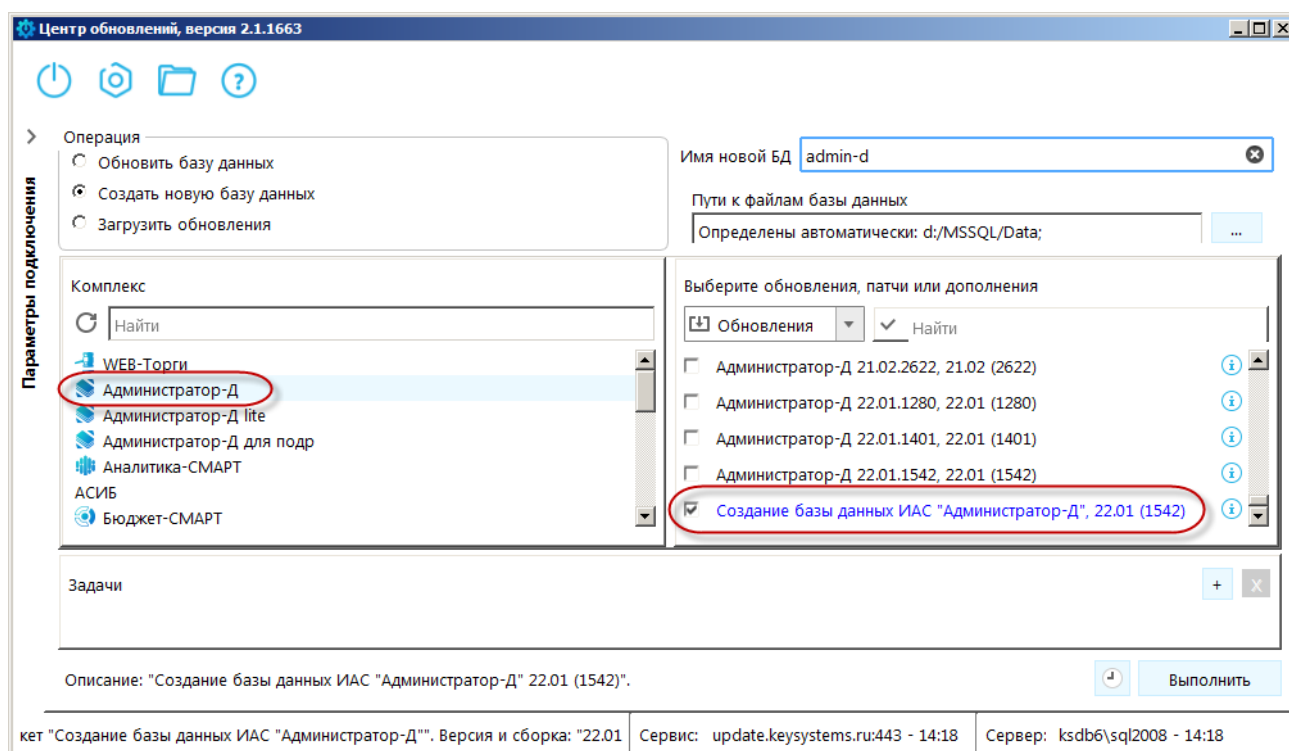 Центр обновлений, версия 2.1.1663
Параметры подключения
Операция
Обновить базу данных
Создать новую базу данных
Загрузить обновления
Имя новой БД admin-d
Пути к файлам базы данных
Определены автоматически: d:/MSSQL/Data;
...
Комплекс
Найти
WEB-Торги
Администратор-Д
Администратор-Д lite
Администратор-Д для подр
Аналитика-СМАРТ
АСИБ
Бюджет-СМАРТ
Выберите обновления, патчи или дополнения
Обновления Найти
Администратор-Д 21.02.2622, 21.02 (2622)
Администратор-Д 22.01.1280, 22.01 (1280)
Администратор-Д 22.01.1401, 22.01 (1401)
Администратор-Д 22.01.1542, 22.01 (1542)
Создание базы данных ИАС "Администратор-Д", 22.01 (1542)
Задачи
+ X
Описание: "Создание базы данных ИАС "Администратор-Д" 22.01 (1542)".
Выполнить
кет "Создание базы данных ИАС "Администратор-Д"". Версия и сборка: "22.01 Сервис: update.keysystems.ru:443 - 14:18 Сервер: ksdb6\sql2008 - 14:18